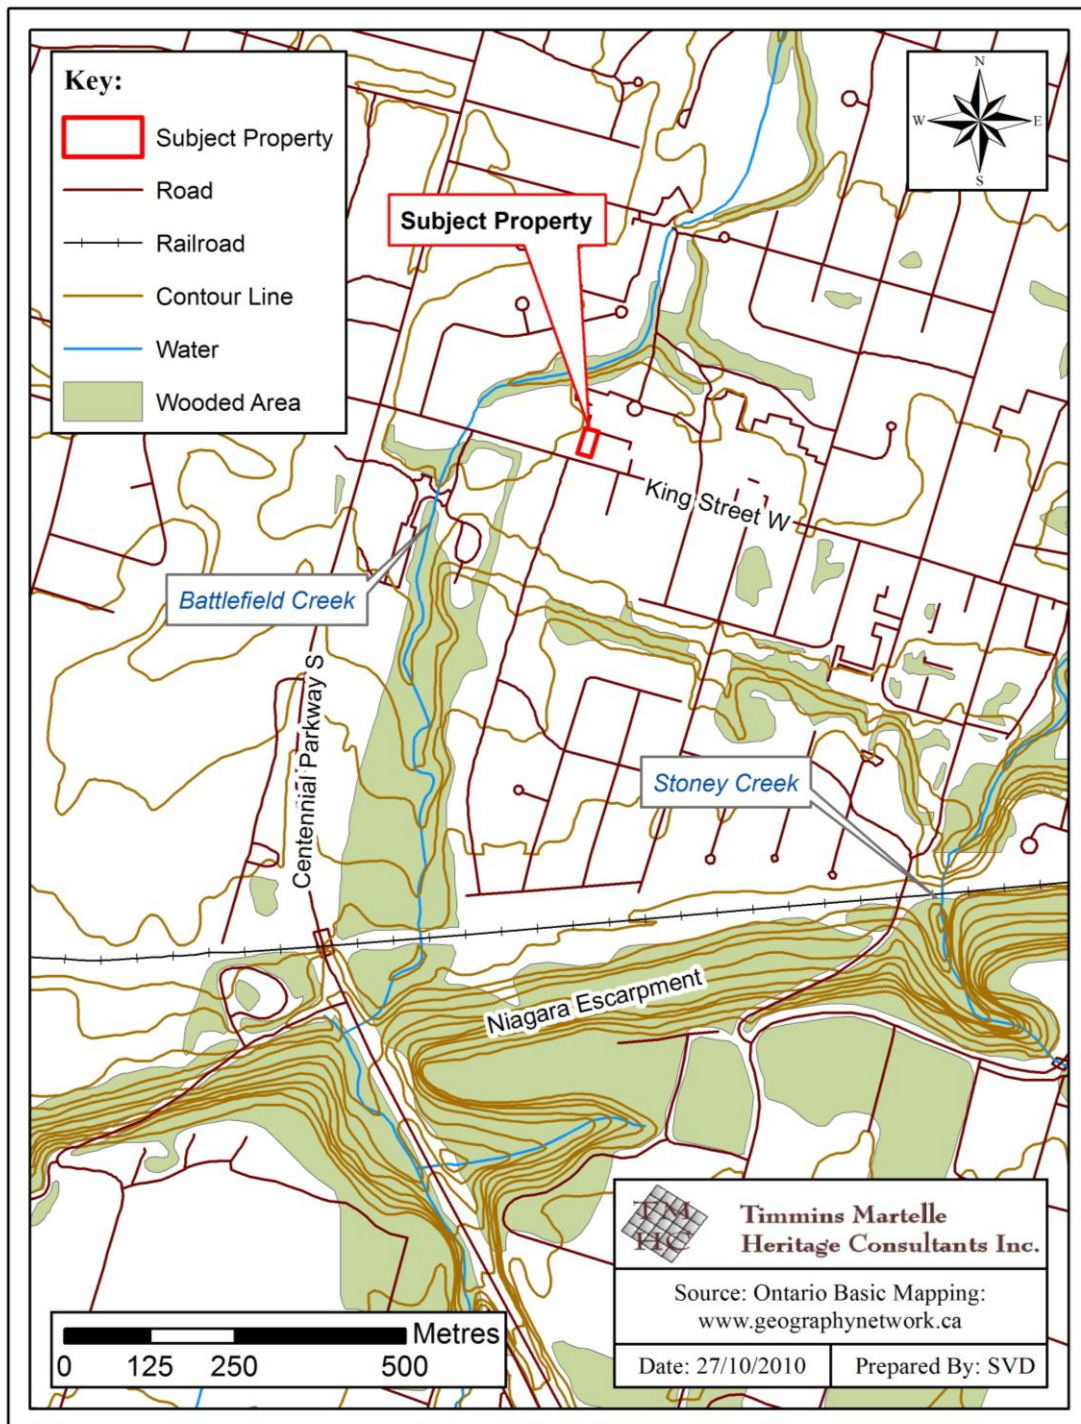 Key:
Subject Property
Road
Railroad
Contour Line
Water
Wooded Area
N
W
E
S
Subject Property
King Street W
Battlefield Creek
Centennial Parkway S
Stoney Creek
Niagara Escarpment
TM
HC
Timmins Martelle
Heritage Consultants Inc.
Source: Ontario Basic Mapping:
www.geographynetwork.ca
Date: 27/10/2010
Prepared By: SVD
Metres
0 125 250 500